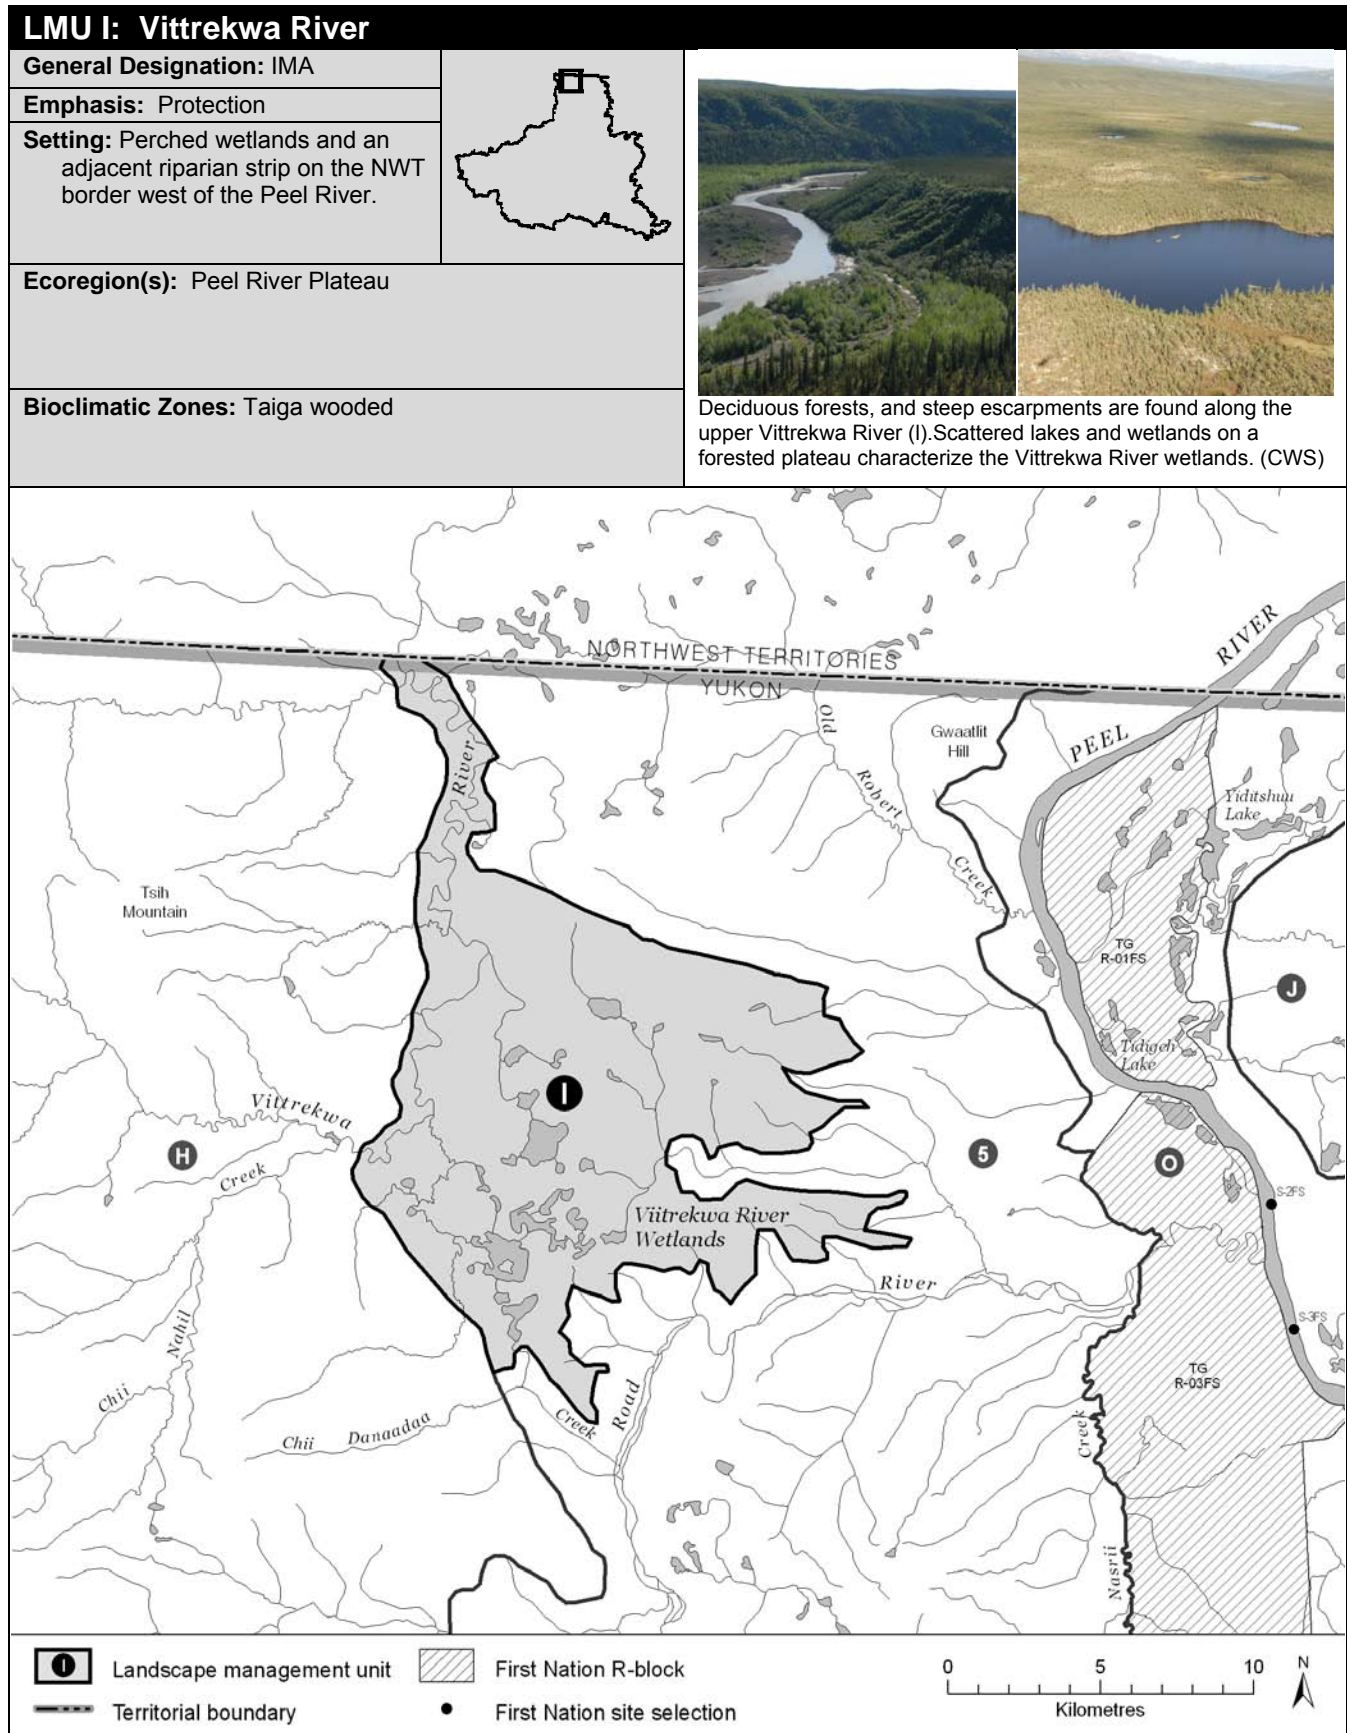 LMU I: Vittrekwa River
General Designation: IMA
Emphasis: Protection
Setting: Perched wetlands and an
adjacent riparian strip on the NWT
border west of the Peel River.
Ecoregion(s): Peel River Plateau
Bioclimatic Zones: Taiga wooded
Deciduous forests, and steep escarpments are found along the
upper Vittrekwa River (l).Scattered lakes and wetlands on a
forested plateau characterize the Vittrekwa River wetlands. (CWS)
NORTHWEST TERRITORIES
YUKON
PEEL
RIVER
River
Old
Robert
Creek
Gwaatlit
Hill
Yiditshuu
Lake
Tsih
Mountain
TG
R-01FS
J
Tidigeh
Lake
I
Vittrekwa
H
Creek
5
O
S-2FS
Viitrekwa River
Wetlands
River
S-3FS
Nahil
Chii
TG
R-03FS
Chii Danaadaa
Creek
Road
Creek
Nasrii
I Landscape management unit
First Nation R-block
Territorial boundary
First Nation site selection
0 5 10
Kilometres
N